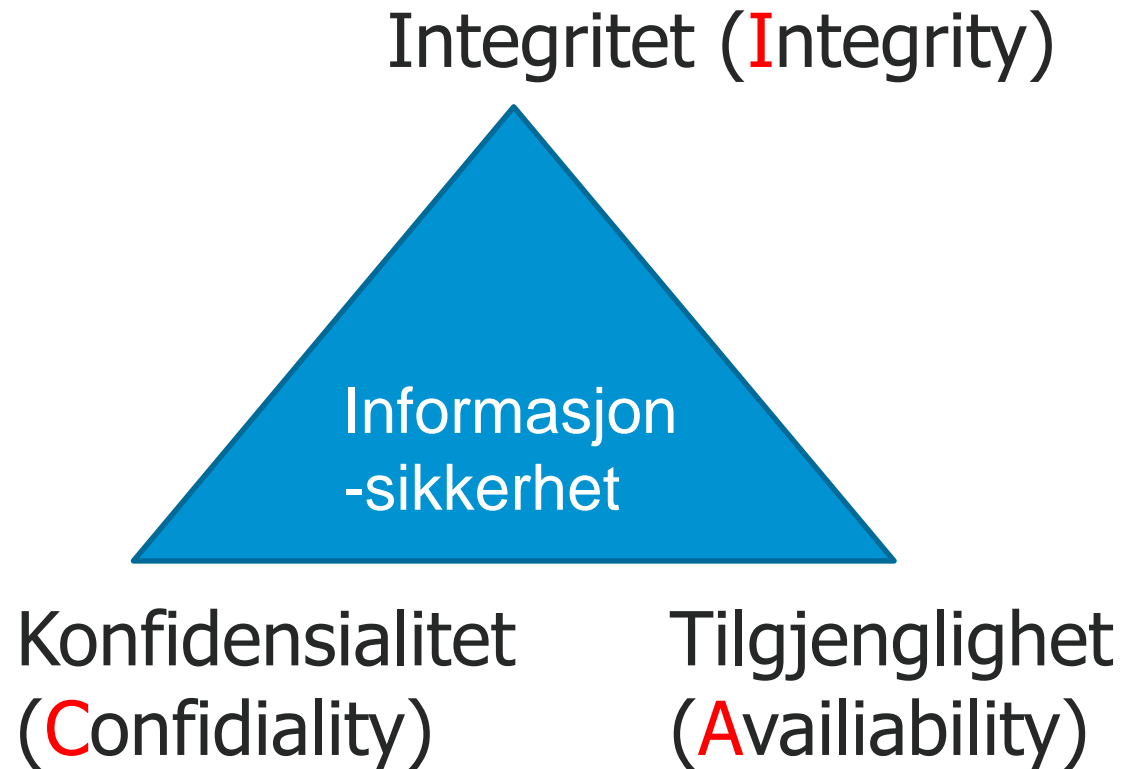 Integritet (Integrity)
Informasjon
-sikkerhet
Konfidensialitet
(Confidiality)
Tilgjenglighet
(Availiability)